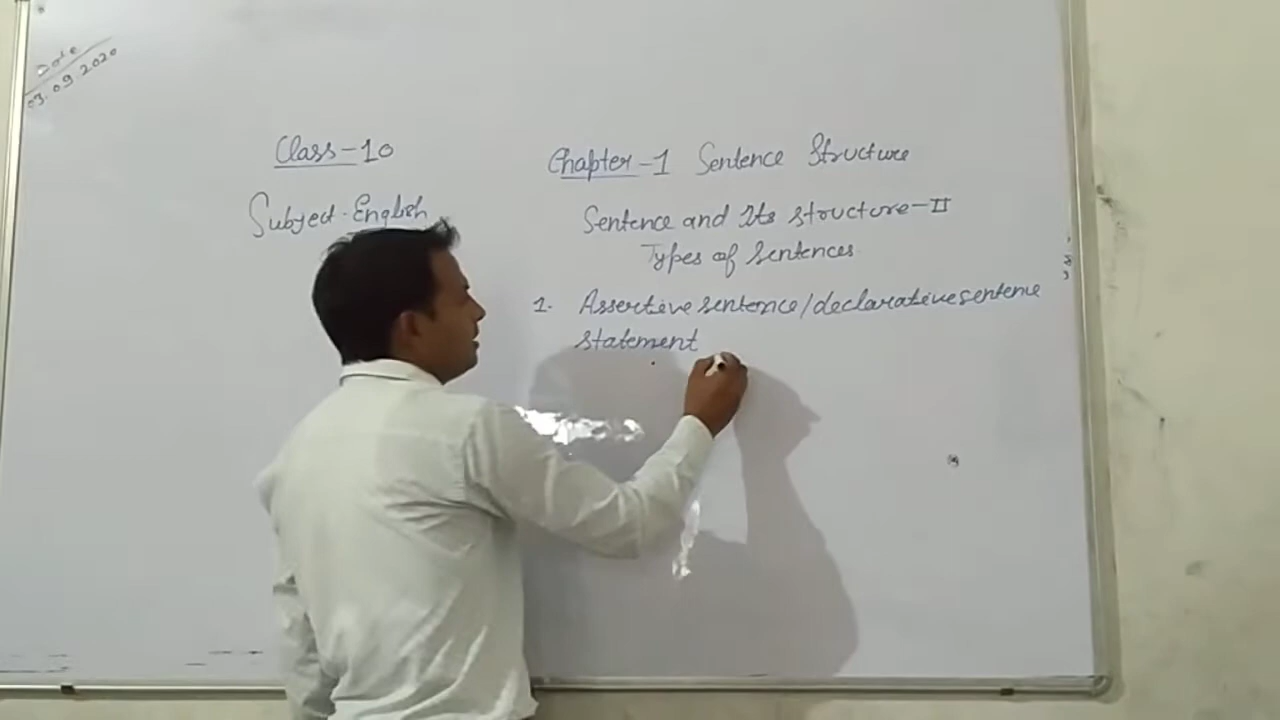 Date
03.09.2020
Class-10
Subject-English
Chapter-1 Sentence Structure
Sentence and Its structure-II
Types of Sentences
1. Assertive sentence/declarative sentence
statement